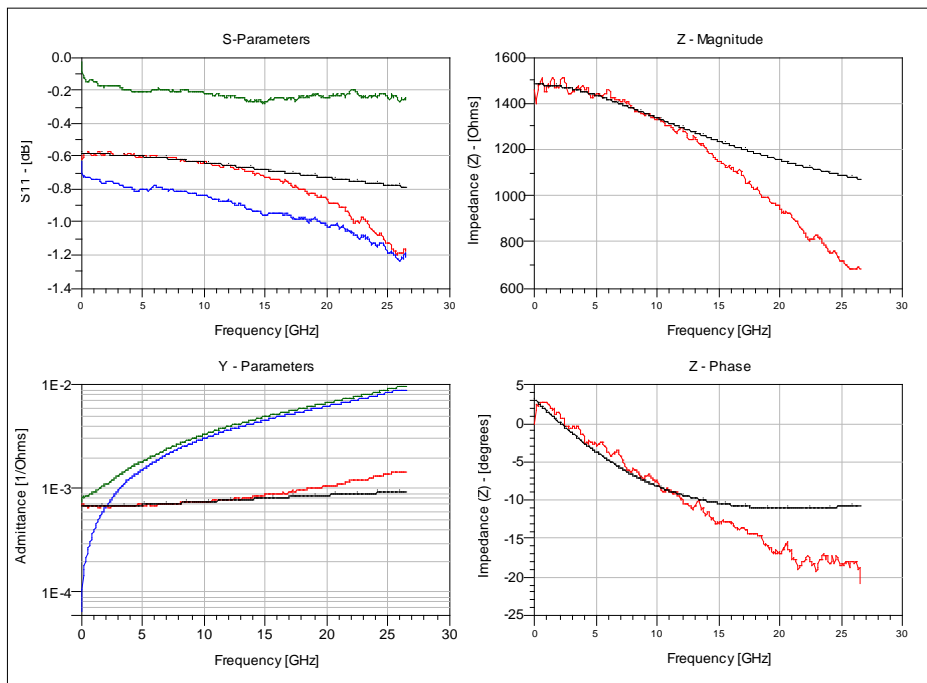 S-Parameters
S11 - [dB]
0.0
-0.2
-0.4
-0.6
-0.8
-1.0
-1.2
-1.4
0 5 10 15 20 25 30
Frequency [GHz]
Z - Magnitude
Impedance (Z) - [Ohms]
1600
1400
1200
1000
800
600
0 5 10 15 20 25 30
Frequency [GHz]
Y - Parameters
Admittance [1/Ohms]
1E-2
1E-3
1E-4
0 5 10 15 20 25 30
Frequency [GHz]
Z - Phase
Impedance (Z) - [degrees]
5
0
-5
-10
-15
-20
-25
0 5 10 15 20 25 30
Frequency [GHz]